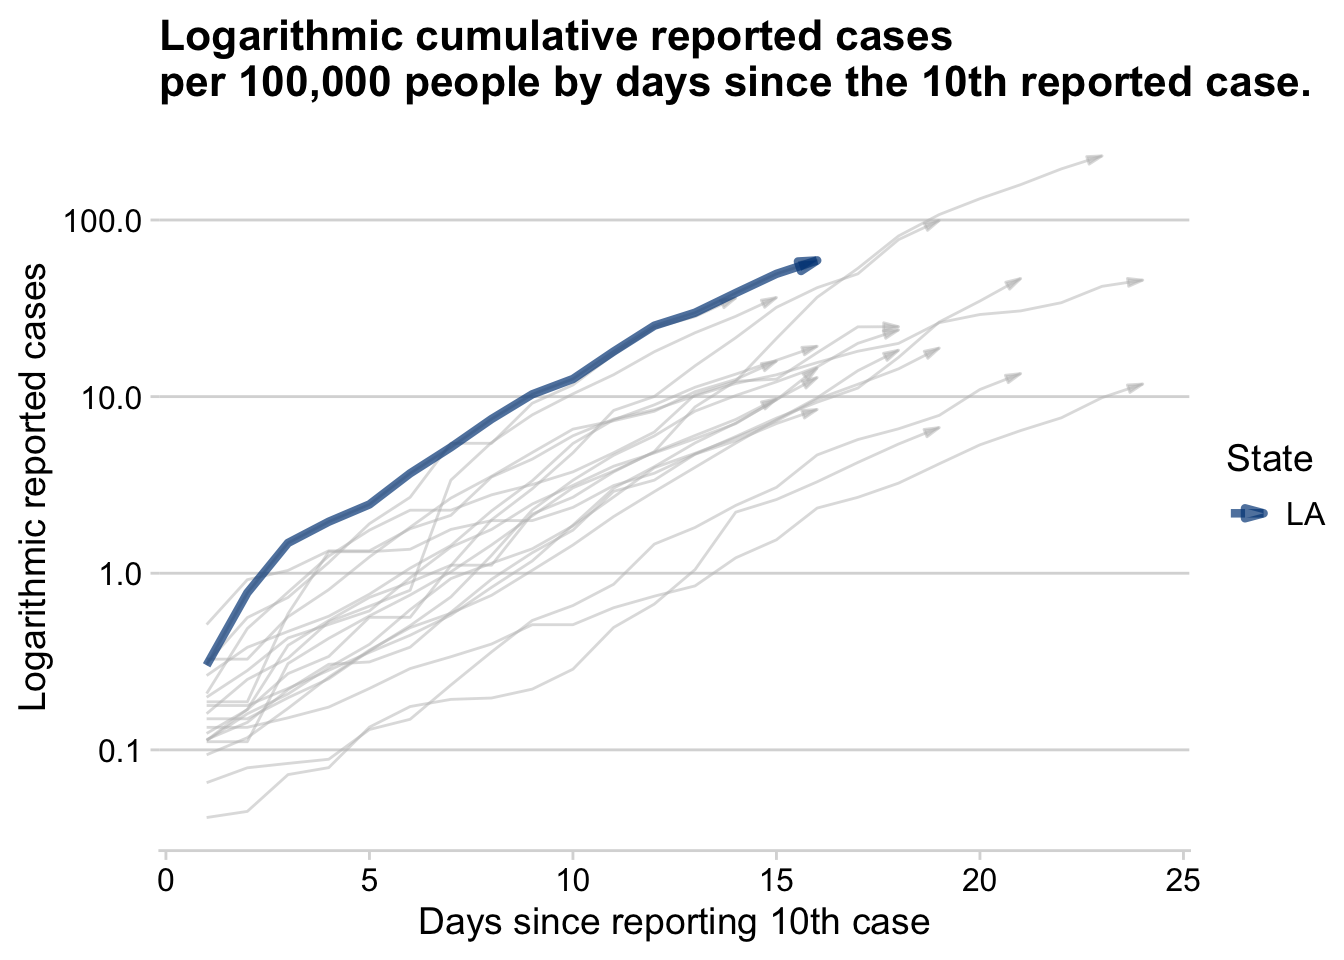 Logarithmic cumulative reported cases
per 100,000 people by days since the 10th reported case.
Logarithmic reported cases
100.0
10.0
1.0
0.1
0
5
10
15
20
25
Days since reporting 10th case
State
LA